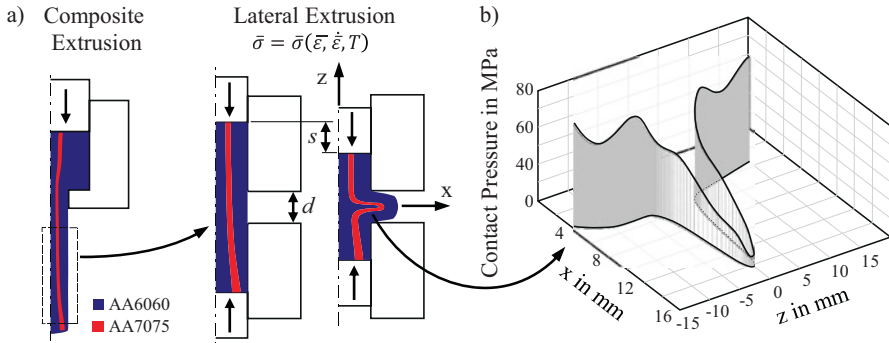 a) Composite Extrusion
Lateral Extrusion
σ̄ = σ̄(ε̄, ε̄̇, T)
z
s
d
x
AA6060
AA7075
b)
Contact Pressure in MPa
80
60
40
20
0
4
8
12
16
x in mm
-15
-10
-5
0
5
10
15
z in mm